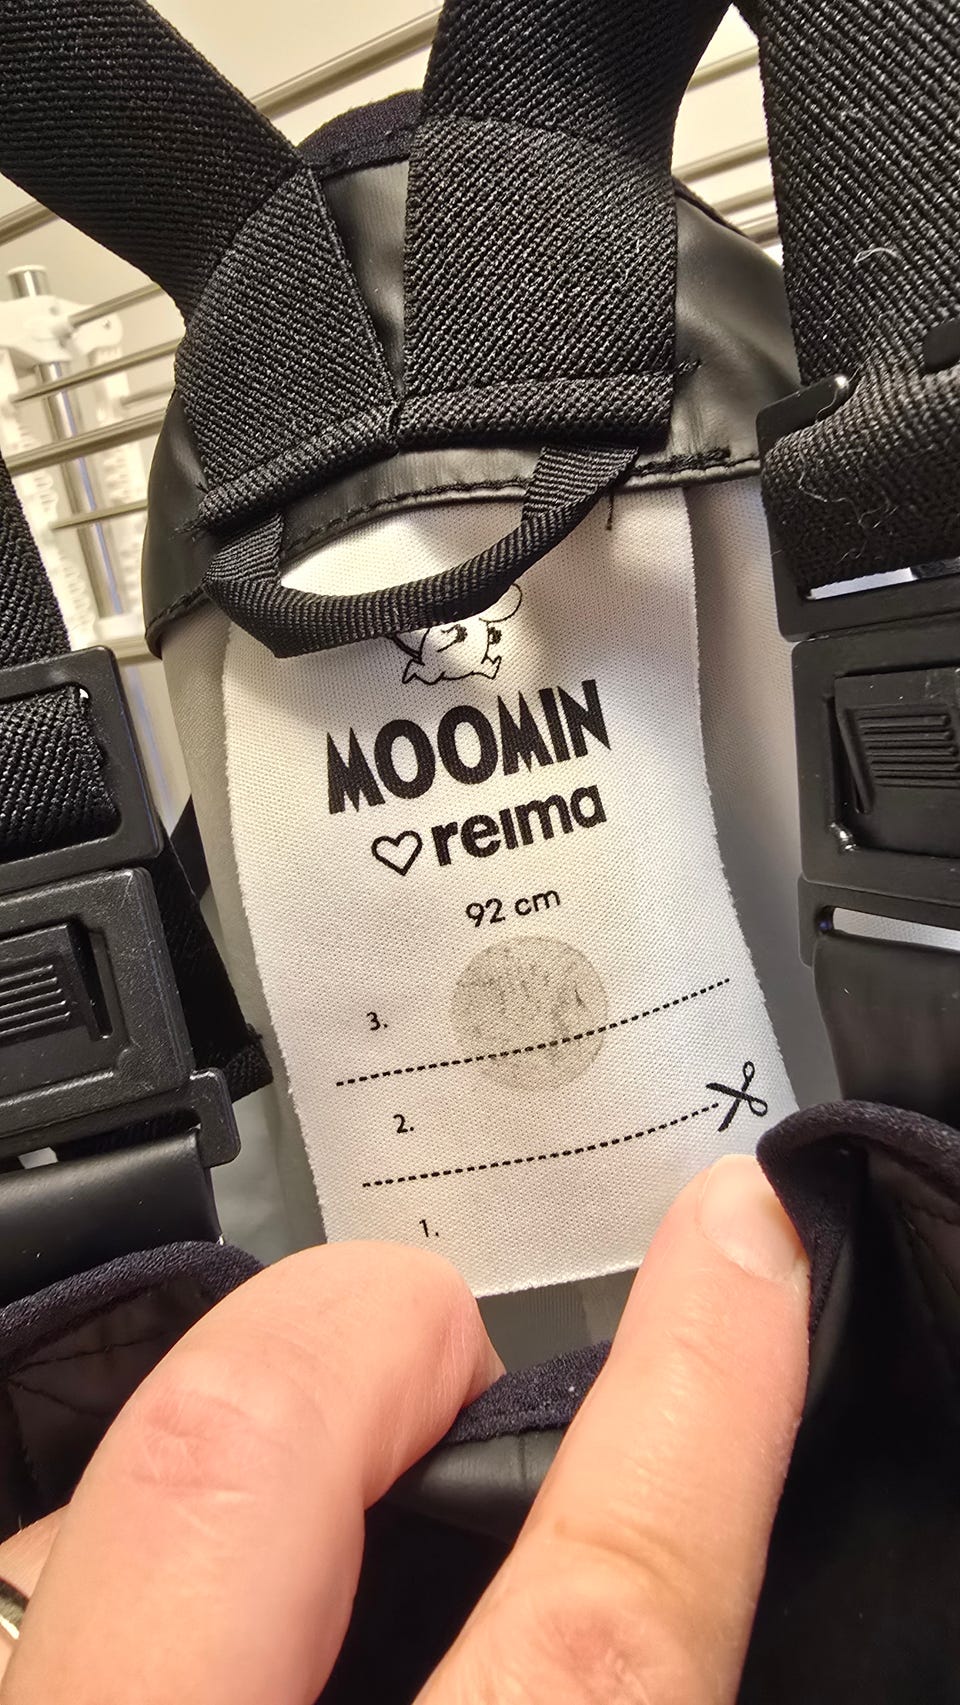 MOOMIN
♡ reima
92 cm
3.
2.
1.